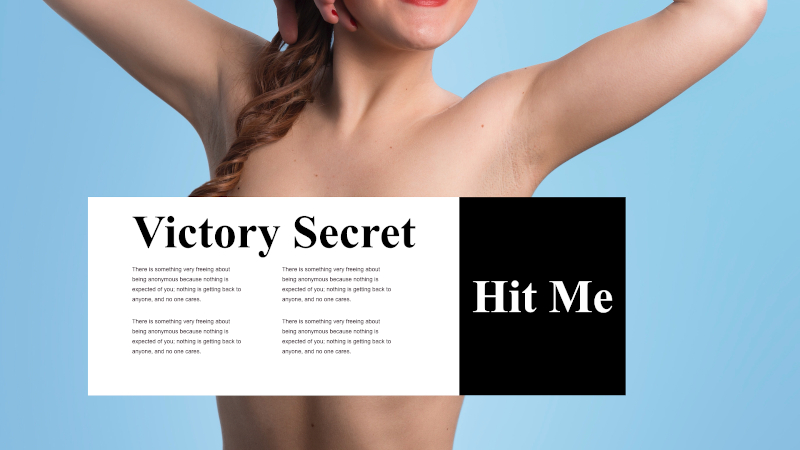 Victory Secret
There is something very freeing about
being anonymous because nothing is
expected of you; nothing is getting back to
anyone, and no one cares.
There is something very freeing about
being anonymous because nothing is
expected of you; nothing is getting back to
anyone, and no one cares.
There is something very freeing about
being anonymous because nothing is
expected of you; nothing is getting back to
anyone, and no one cares.
There is something very freeing about
being anonymous because nothing is
expected of you; nothing is getting back to
anyone, and no one cares.
Hit Me